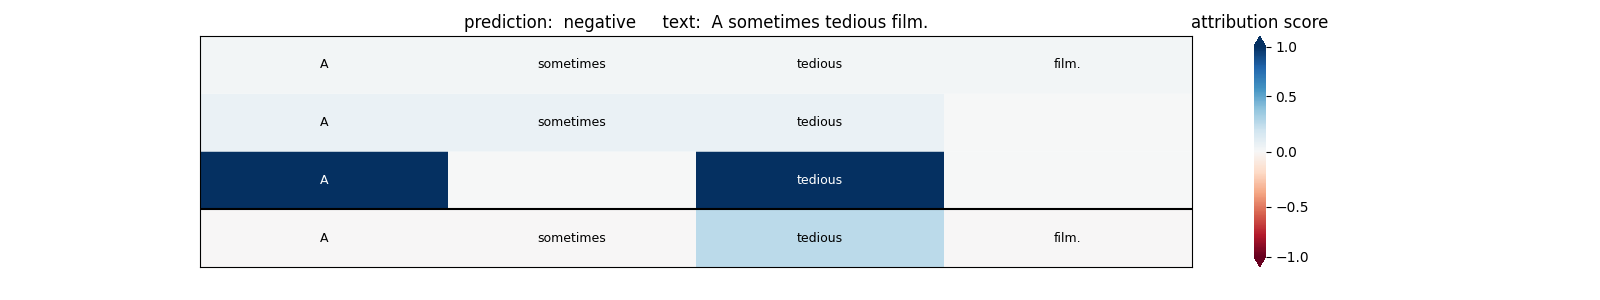 prediction:  negative     text:  A sometimes tedious film.
attribution score
A sometimes tedious film.
A sometimes tedious
A tedious
A sometimes tedious film.
1.0
0.5
0.0
−0.5
−1.0